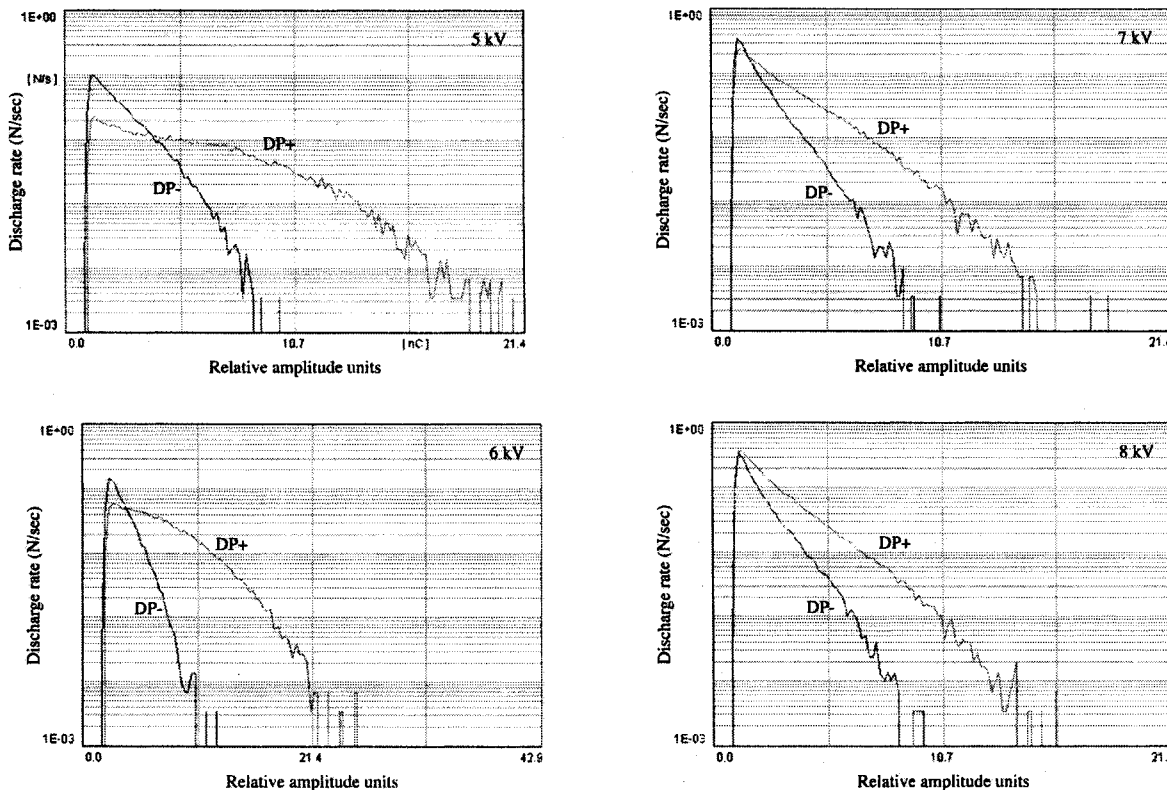 1E+00
5 kV
[N/s]
Discharge rate (N/sec)
DP+
DP-
1E-03
0.0
10.7
[nC]
21.4
Relative amplitude units
1E+00
7 kV
Discharge rate (N/sec)
DP+
DP-
1E-03
0.0
10.7
21.4
Relative amplitude units
1E+00
6 kV
Discharge rate (N/sec)
DP+
DP-
1E-03
0.0
21.4
42.9
Relative amplitude units
1E+00
8 kV
Discharge rate (N/sec)
DP+
DP-
1E-03
0.0
10.7
Relative amplitude units